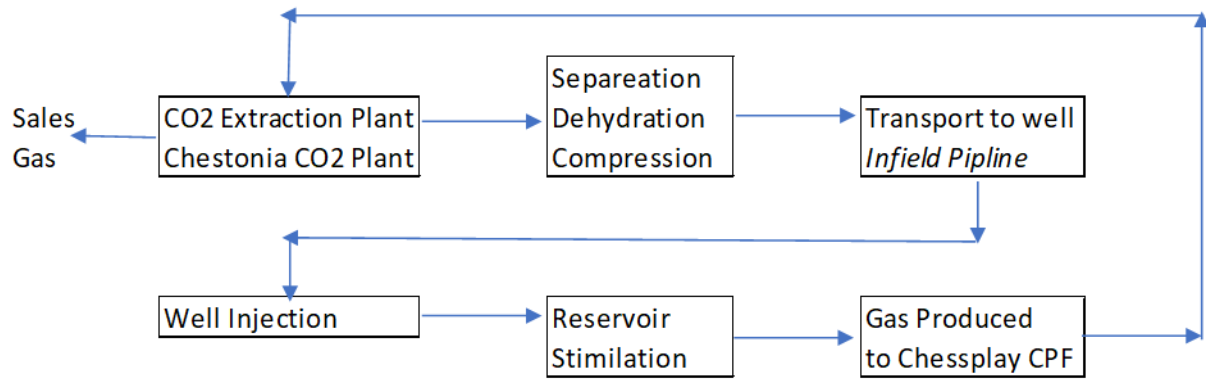 Sales
Gas
CO2 Extraction Plant
Chestonia CO2 Plant
Separeation
Dehydration
Compression
Transport to well
Infield Pipline
Well Injection
Reservoir
Stimilation
Gas Produced
to Chessplay CPF